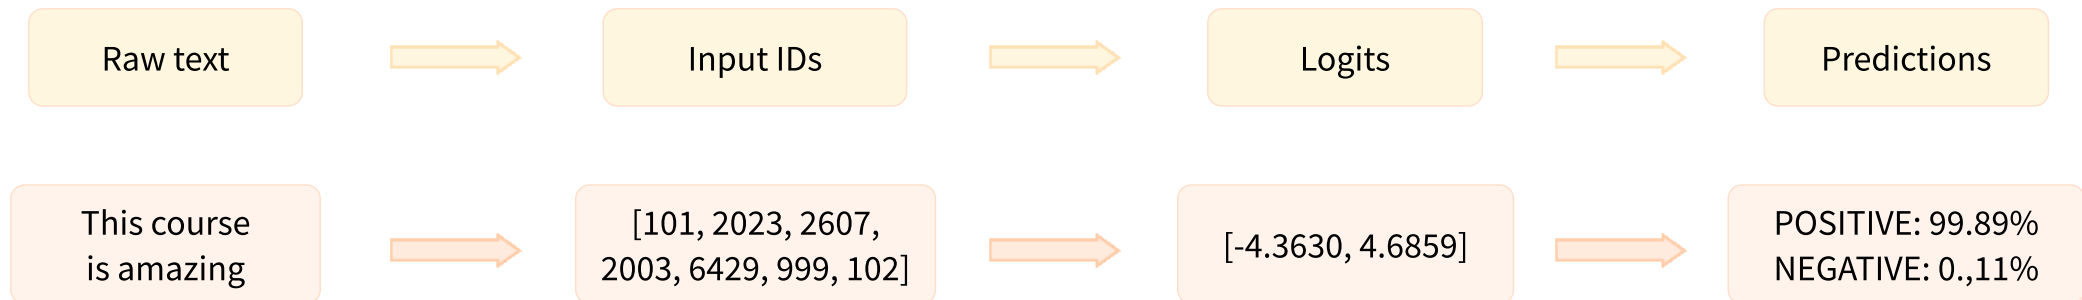 Raw text
Input IDs
Logits
Predictions
This course
is amazing
[101, 2023, 2607,
2003, 6429, 999, 102]
[-4.3630, 4.6859]
POSITIVE: 99.89%
NEGATIVE: 0.,11%